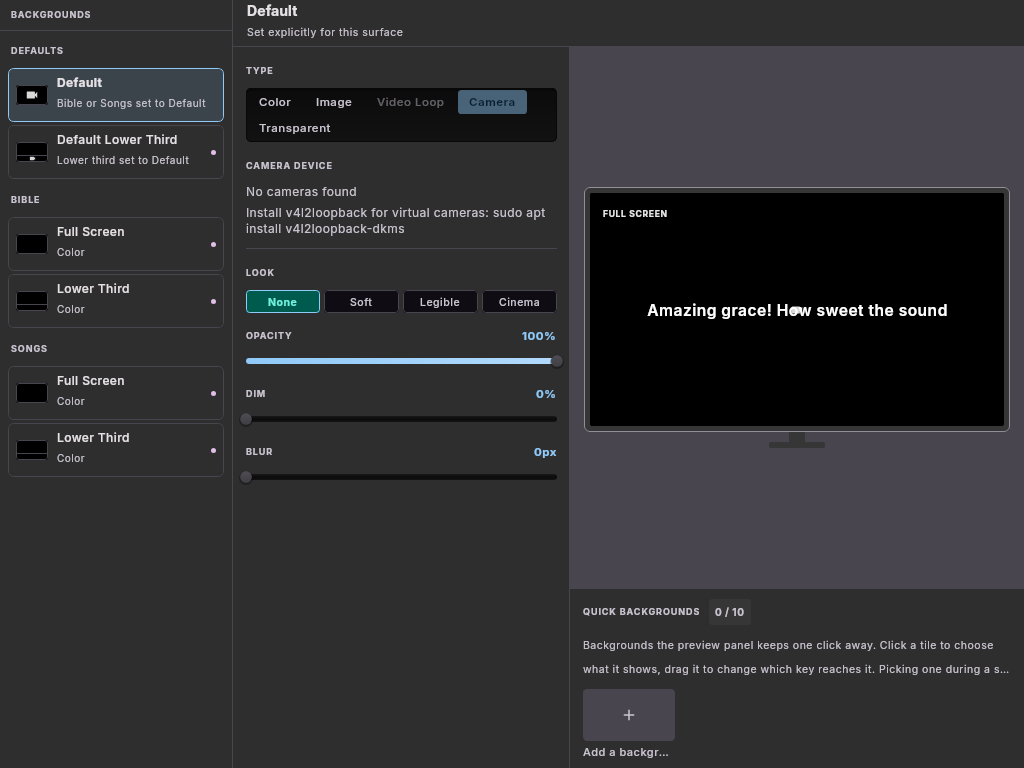 BACKGROUNDS
DEFAULTS
Default
Bible or Songs set to Default
Default Lower Third
Lower third set to Default
BIBLE
Full Screen
Color
Lower Third
Color
SONGS
Full Screen
Color
Lower Third
Color
Default
Set explicitly for this surface
TYPE
Color Image Video Loop Camera
Transparent
CAMERA DEVICE
No cameras found
Install v4l2loopback for virtual cameras: sudo apt
install v4l2loopback-dkms
LOOK
None Soft Legible Cinema
OPACITY 100%
DIM 0%
BLUR 0px
FULL SCREEN
Amazing grace! How sweet the sound
QUICK BACKGROUNDS 0 / 10
Backgrounds the preview panel keeps one click away. Click a tile to choose
what it shows, drag it to change which key reaches it. Picking one during a s...
+
Add a backgr...